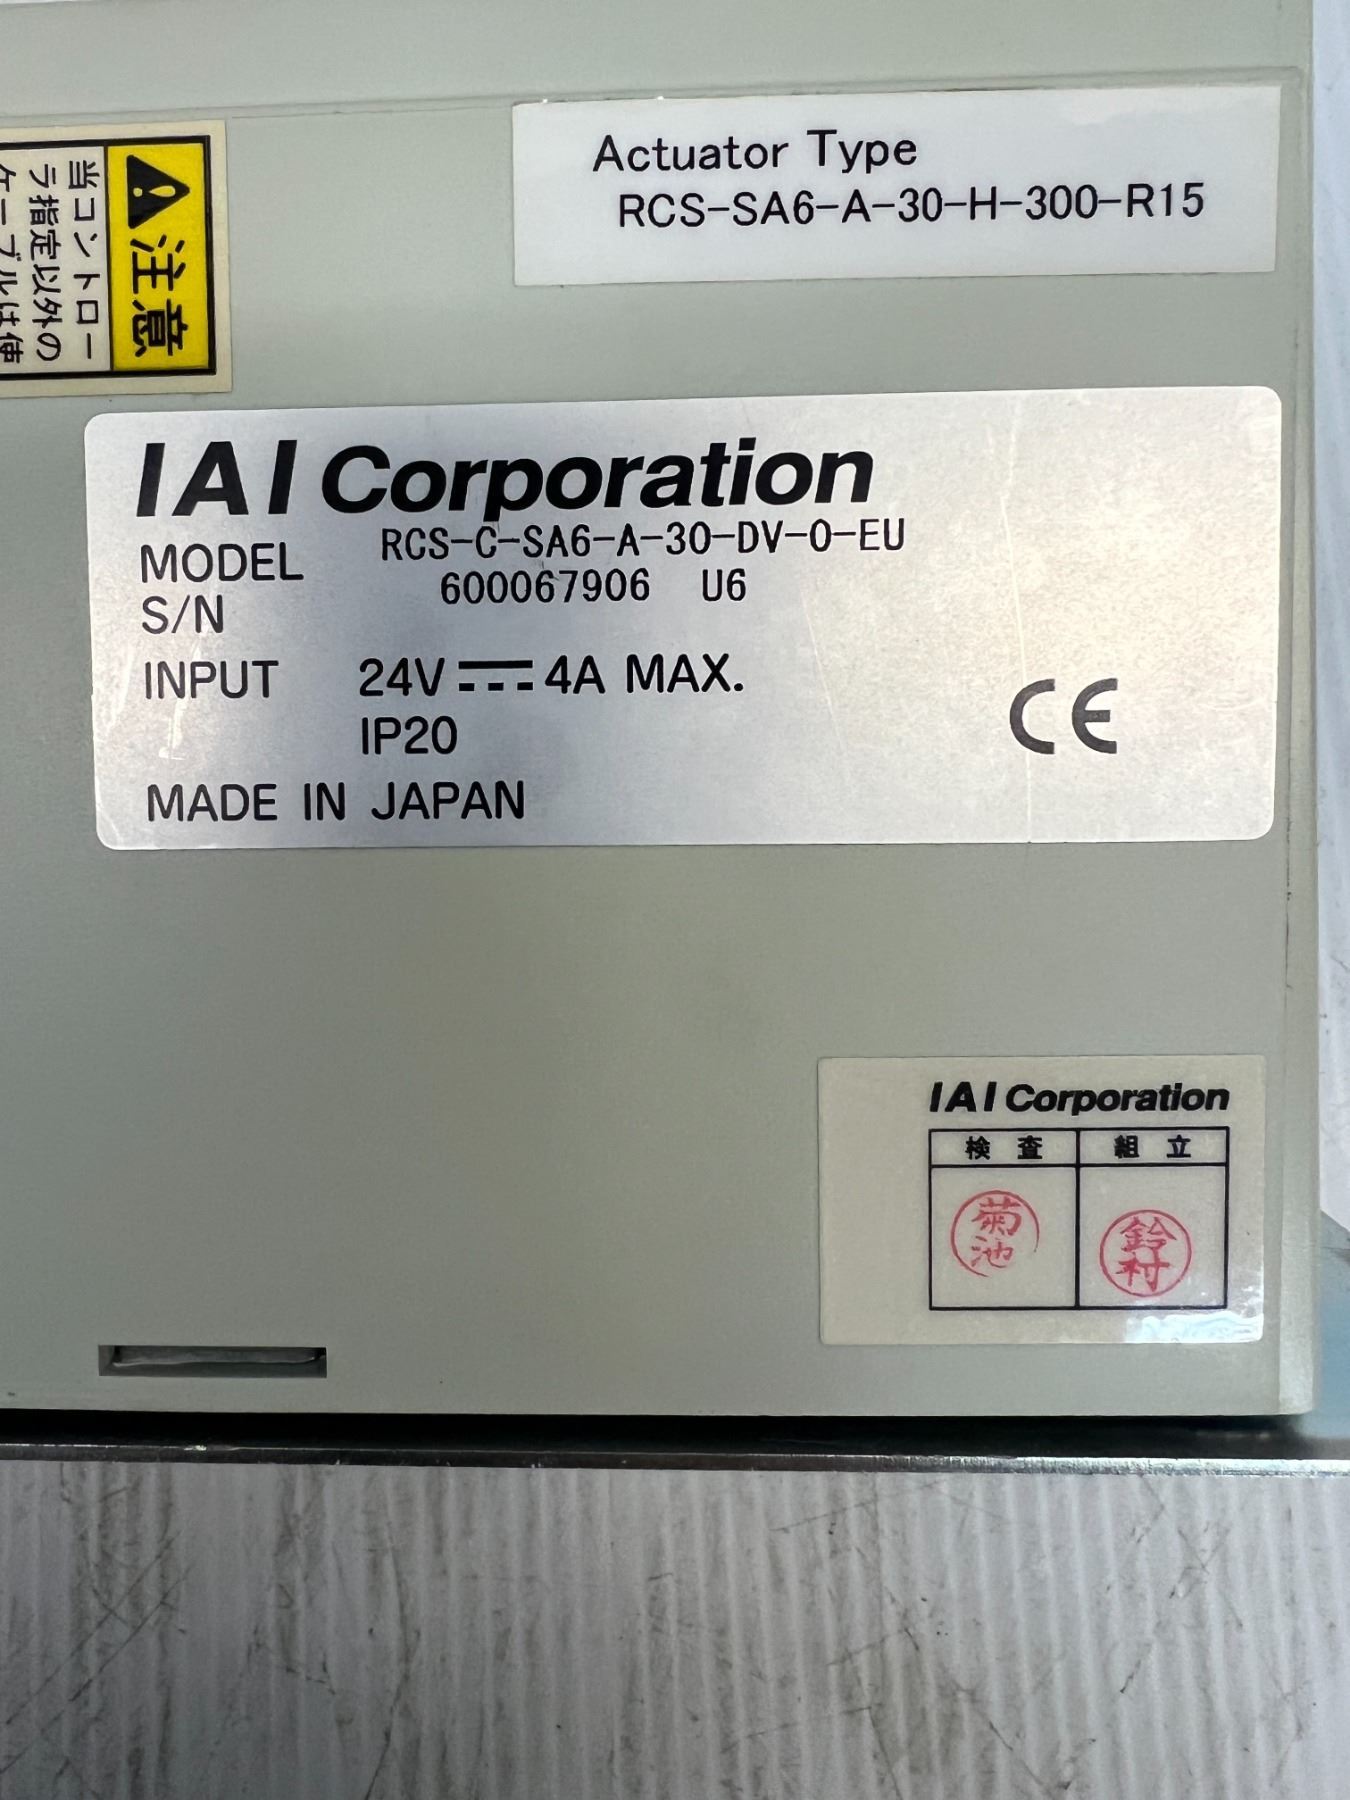 Actuator Type
RCS-SA6-A-30-H-300-R15
注意
当コントロー
ラ指定以外の
ケーブルは使
IAI Corporation
MODEL RCS-C-SA6-A-30-DV-0-EU
S/N 600067906 U6
INPUT 24V 4A MAX.
IP20
CE
MADE IN JAPAN
IAI Corporation
検査 組立
菊池 鈴村